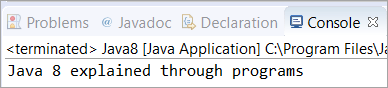 Problems @ Javadoc Declaration Console
<terminated> Java8 [Java Application] C:\Program Files\Ja
Java 8 explained through programs